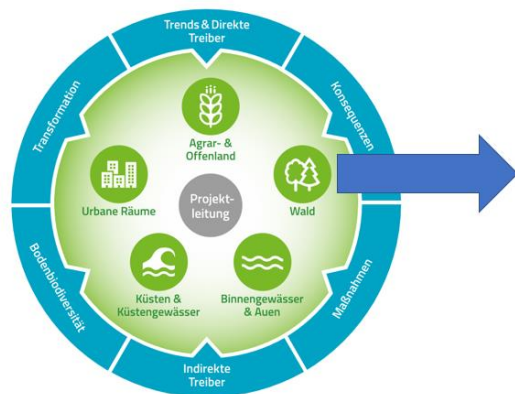 Trends & Direkte
Treiber
Transformation
Konsequenzen
Agrar- &
Offenland
Urbane Räume
Projekt-
leitung
Wald
Küsten &
Küstengewässer
Binnengewässer
& Auen
Bodenbiodiversität
Maßnahmen
Indirekte
Treiber